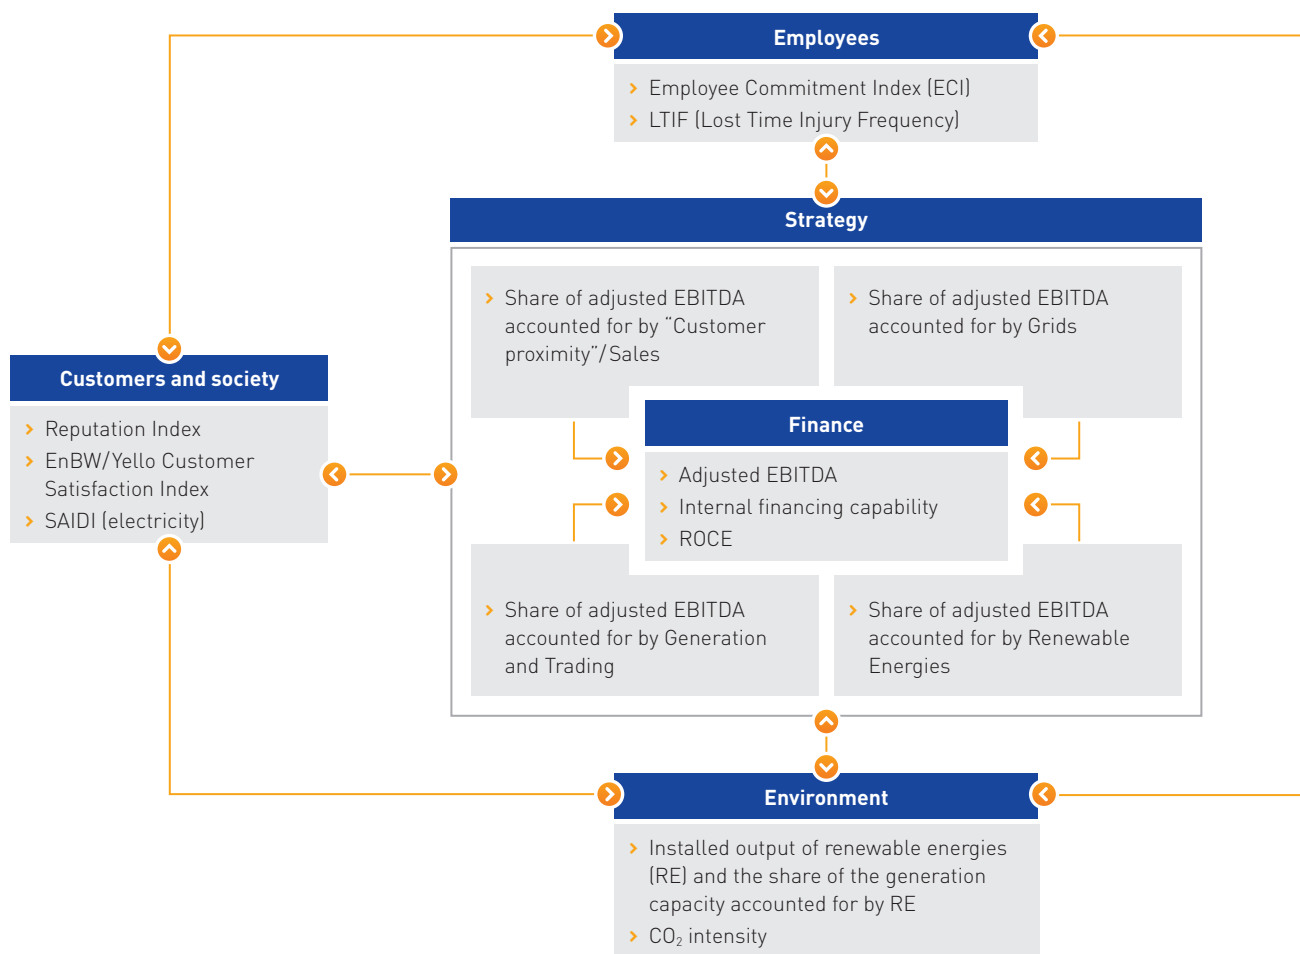 Employees
Employee Commitment Index (ECI)
LTIF (Lost Time Injury Frequency)
Strategy
Share of adjusted EBITDA
accounted for by “Customer
proximity”/Sales
Share of adjusted EBITDA
accounted for by Grids
Customers and society
Reputation Index
EnBW/Yello Customer
Satisfaction Index
SAIDI (electricity)
Finance
Adjusted EBITDA
Internal financing capability
ROCE
Share of adjusted EBITDA
accounted for by Generation
and Trading
Share of adjusted EBITDA
accounted for by Renewable
Energies
Environment
Installed output of renewable energies
(RE) and the share of the generation
capacity accounted for by RE
CO₂ intensity